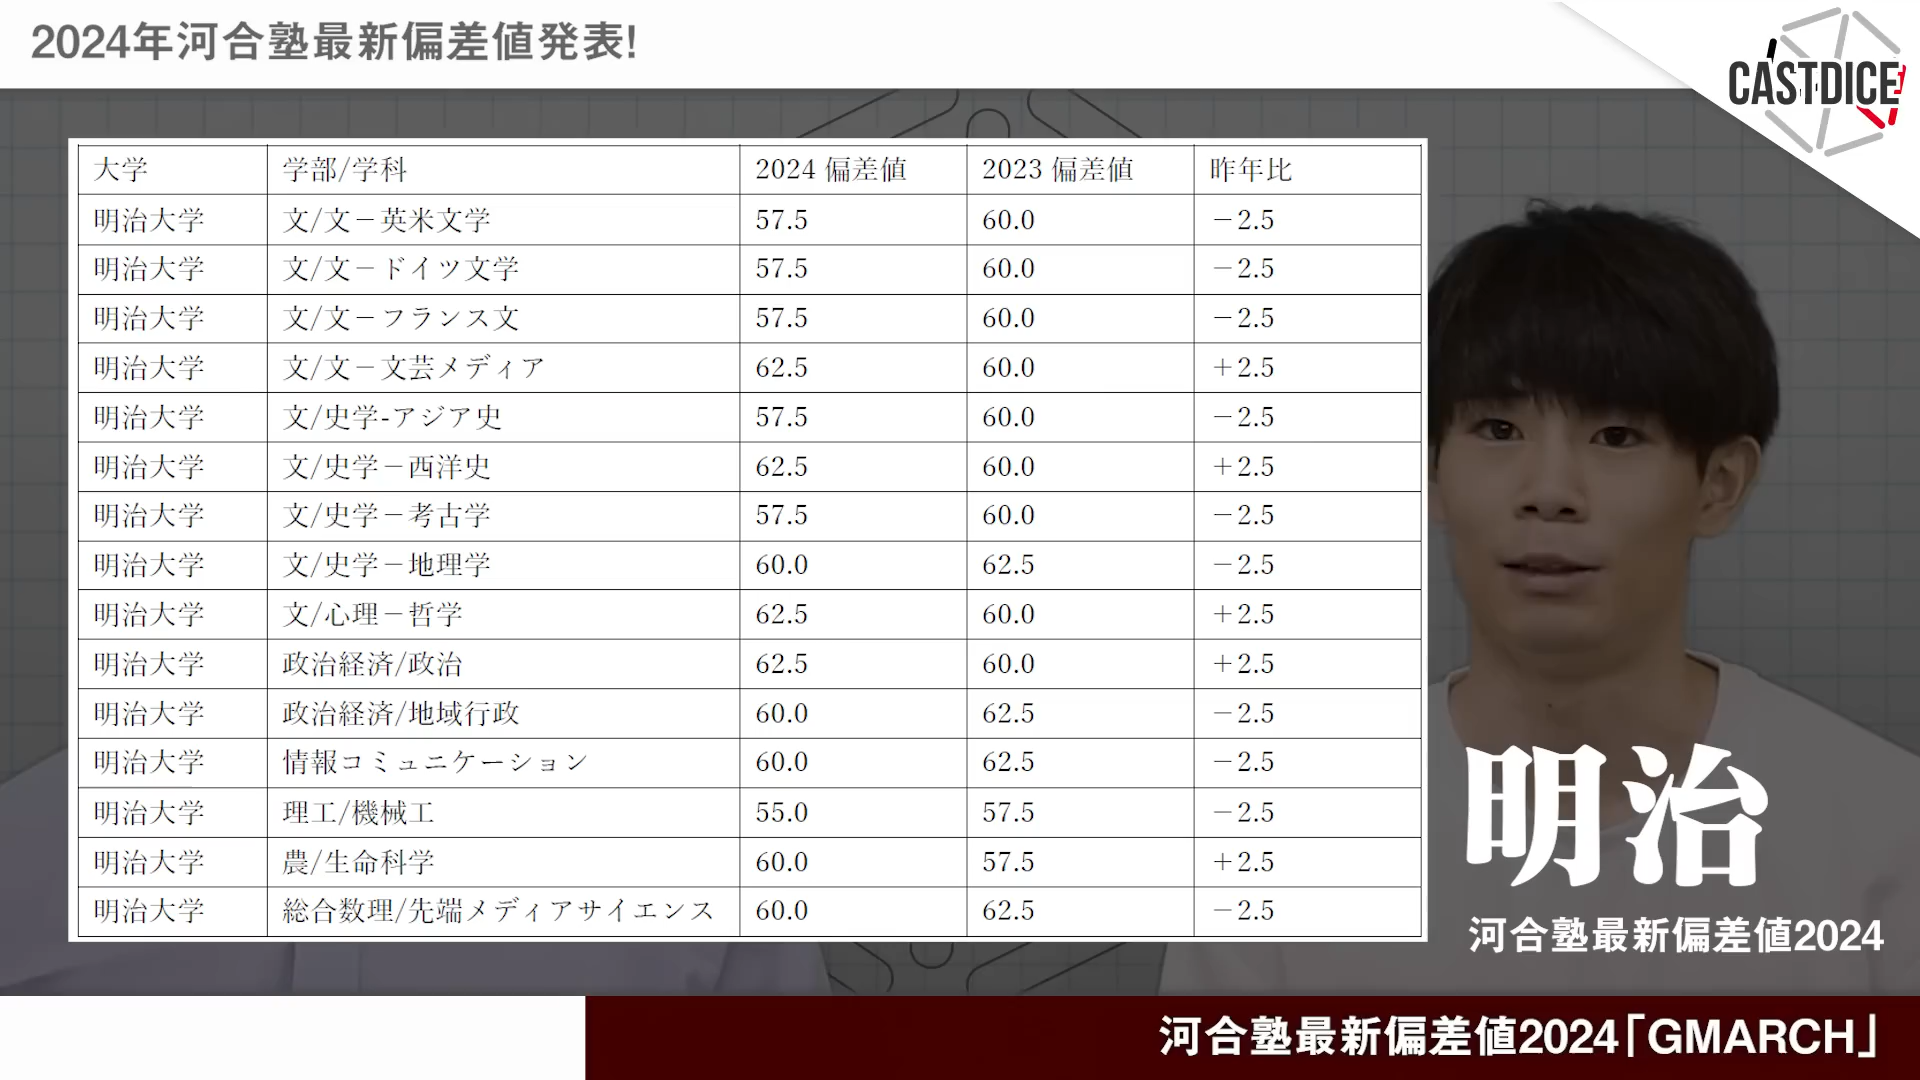 2024年河合塾最新偏差値発表!
CASTDICE
大学 学部/学科 2024 偏差値 2023 偏差値 昨年比
明治大学 文/文－英米文学 57.5 60.0 －2.5
明治大学 文/文－ドイツ文学 57.5 60.0 －2.5
明治大学 文/文－フランス文 57.5 60.0 －2.5
明治大学 文/文－文芸メディア 62.5 60.0 ＋2.5
明治大学 文/史学-アジア史 57.5 60.0 －2.5
明治大学 文/史学－西洋史 62.5 60.0 ＋2.5
明治大学 文/史学－考古学 57.5 60.0 －2.5
明治大学 文/史学－地理学 60.0 62.5 －2.5
明治大学 文/心理－哲学 62.5 60.0 ＋2.5
明治大学 政治経済/政治 62.5 60.0 ＋2.5
明治大学 政治経済/地域行政 60.0 62.5 －2.5
明治大学 情報コミュニケーション 60.0 62.5 －2.5
明治大学 理工/機械工 55.0 57.5 －2.5
明治大学 農/生命科学 60.0 57.5 ＋2.5
明治大学 総合数理/先端メディアサイエンス 60.0 62.5 －2.5
明治
河合塾最新偏差値2024
河合塾最新偏差値2024「GMARCH」